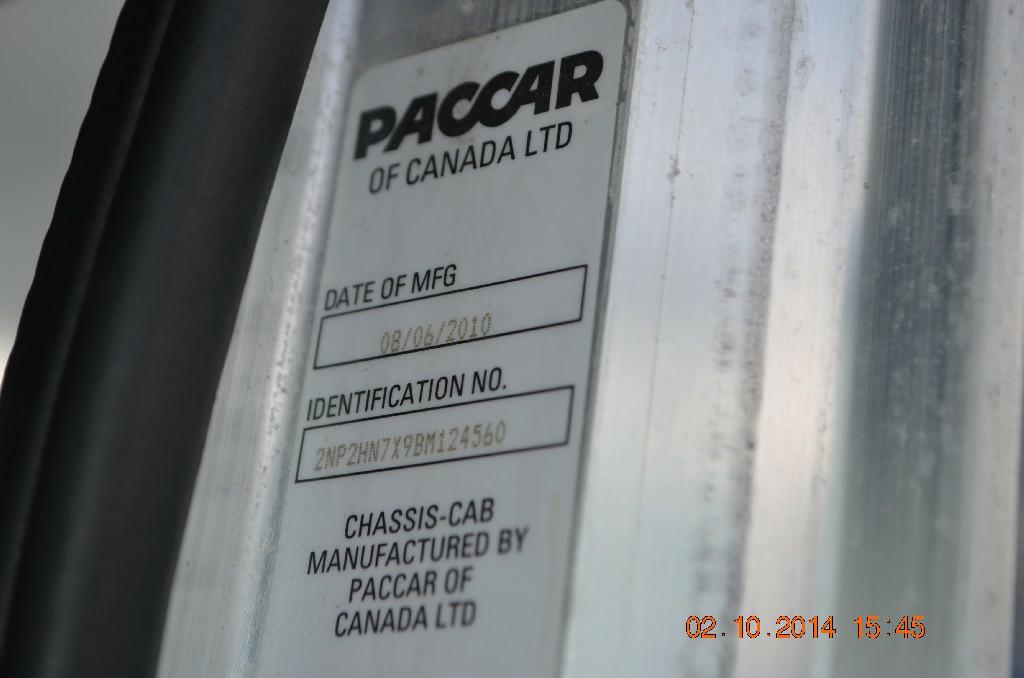 PACCAR
OF CANADA LTD
DATE OF MFG
08/06/2010
IDENTIFICATION NO.
2NP2HN7X9BM124560
CHASSIS-CAB
MANUFACTURED BY
PACCAR OF
CANADA LTD
02.10.2014 15:45